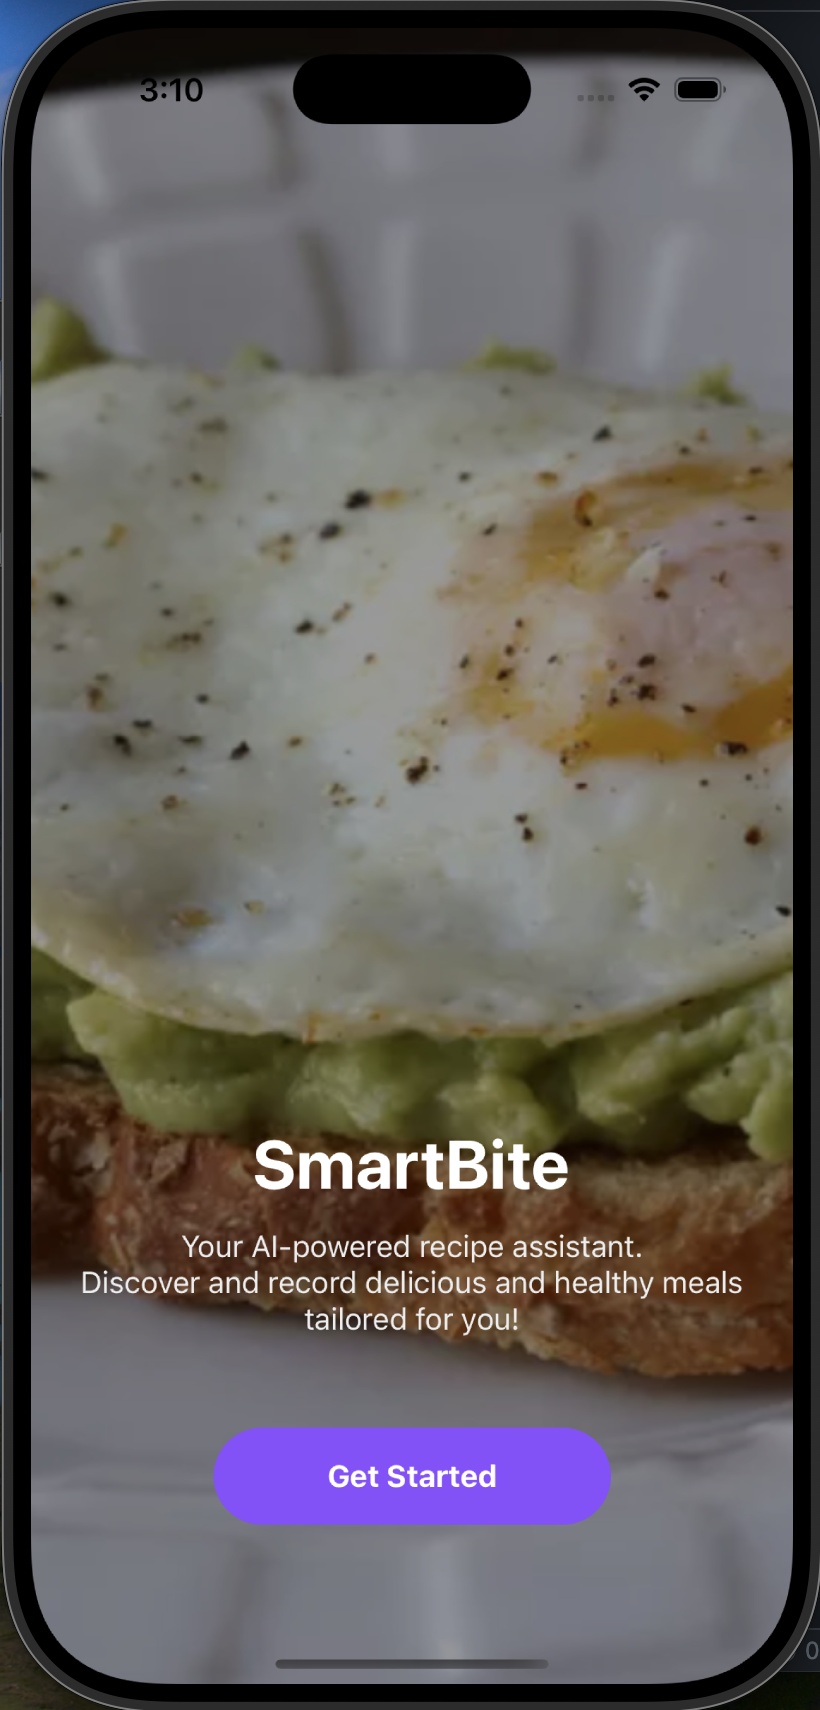 3:10
SmartBite
Your AI-powered recipe assistant.
Discover and record delicious and healthy meals
tailored for you!
Get Started
0